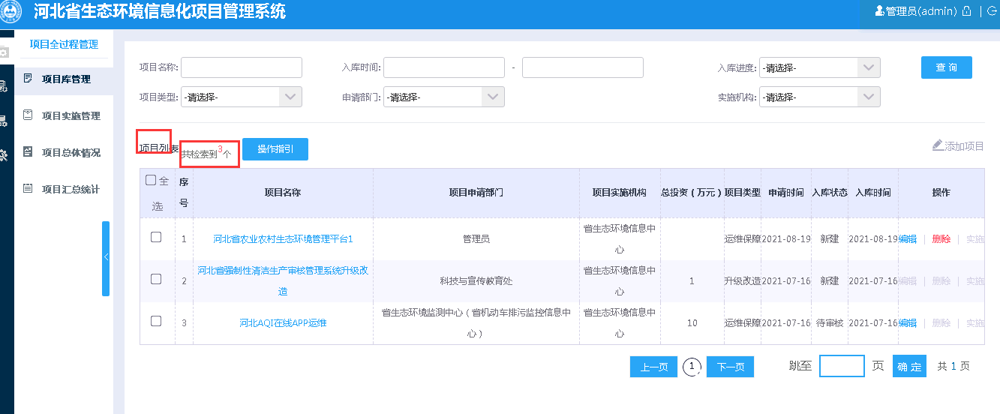 河北省生态环境信息化项目管理系统
管理员(admin)
项目全过程管理
项目库管理
项目实施管理
项目总体情况
项目汇总统计
项目名称:
入库时间: -
入库进度: -请选择-
查 询
项目类型: -请选择-
申请部门: -请选择-
实施机构: -请选择-
项目列表
共检索到3个
操作指引
添加项目
全选 序号 项目名称 项目申请部门 项目实施机构 总投资（万元） 项目类型 申请时间 入库状态 入库时间 操作
1 河北省农业农村生态环境管理平台1 管理员 省生态环境信息中心 运维保障 2021-08-19 新建 2021-08-19 编辑 | 删除 | 实施
2 河北省强制性清洁生产审核管理系统升级改造 科技与宣传教育处 省生态环境信息中心 1 升级改造 2021-07-16 新建 2021-07-16 编辑 | 删除 | 实施
3 河北AQI在线APP运维 省生态环境监测中心（省机动车排污监控信息中心） 省生态环境信息中心 10 运维保障 2021-07-16 待审核 2021-07-16 编辑 | 删除 | 实施
上一页 1 下一页 跳至 页 确 定 共 1 页